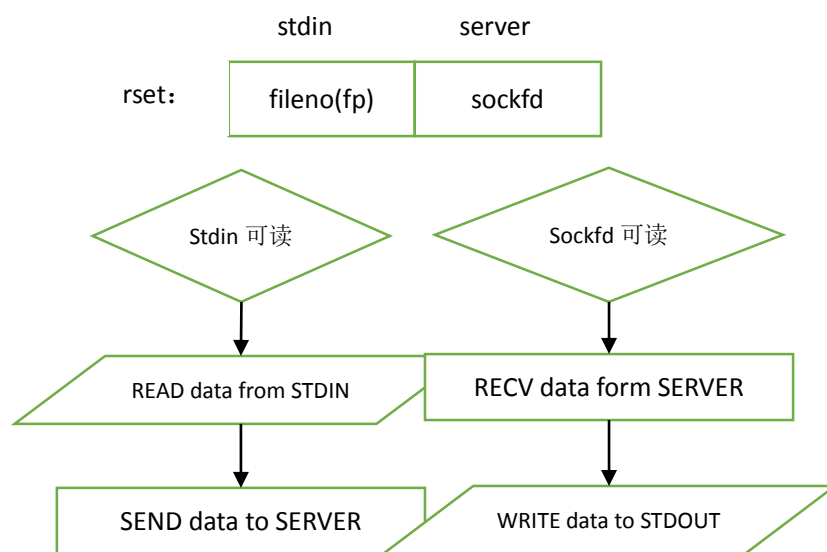 stdin server
rset： fileno(fp) sockfd
Stdin 可读 Sockfd 可读
READ data from STDIN RECV data form SERVER
SEND data to SERVER WRITE data to STDOUT